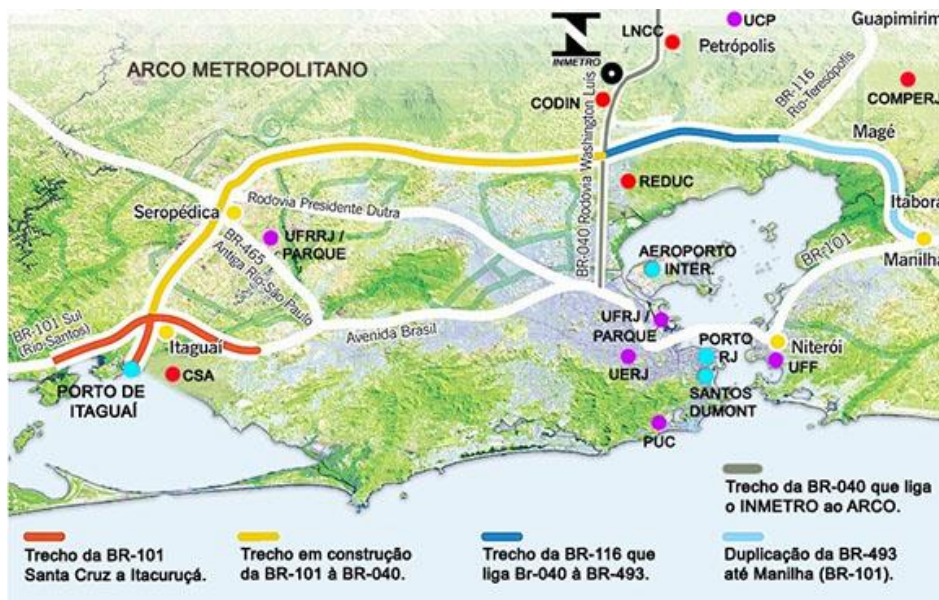 UCP
Guapimirim
LNCC
Petrópolis
INMETRO
ARCO METROPOLITANO
BR-116
Rio-Teresópolis
COMPERJ
CODIN
BR-040 Rodovia Washington Luis
Magé
REDUC
Rodovia Presidente Dutra
Seropédica
Itabora
UFRRJ /
PARQUE
BR-465
Antiga Rio-São Paulo
AEROPORTO
INTER.
BR-101
Manilha
BR-101 Sul
(Rio-Santos)
Avenida Brasil
UFRJ /
PARQUE
Itaguaí
PORTO
RJ
Niterói
CSA
UERJ
UFF
PORTO DE
ITAGUAÍ
SANTOS
DUMONT
PUC
Trecho da BR-040 que liga
o INMETRO ao ARCO.
Trecho da BR-101
Santa Cruz a Itacuruçá.
Trecho em construção
da BR-101 à BR-040.
Trecho da BR-116 que
liga Br-040 à BR-493.
Duplicação da BR-493
até Manilha (BR-101).